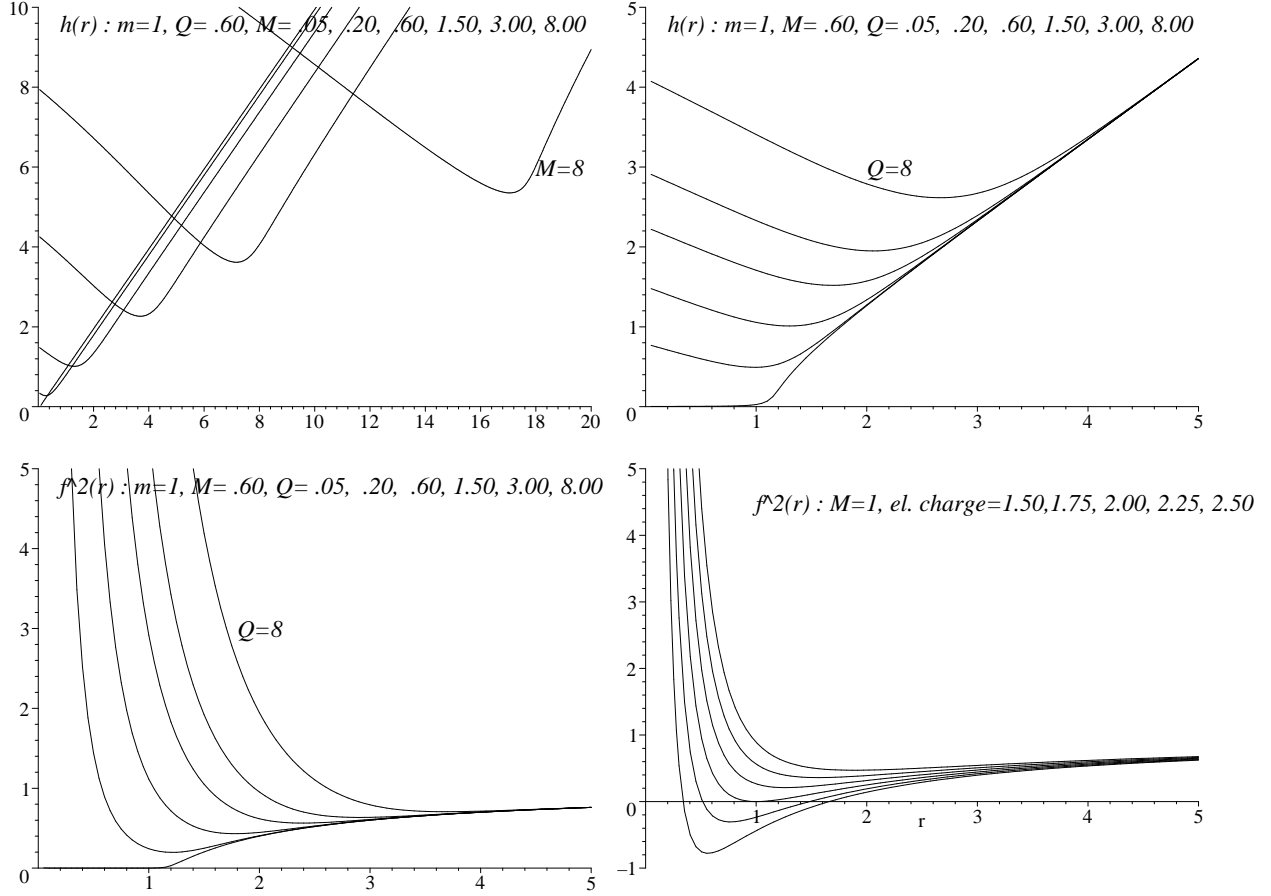 h(r) : m=1, Q= .60, M= .05, .20, .60, 1.50, 3.00, 8.00
10
8
6
4
2
0
M=8
2 4 6 8 10 12 14 16 18 20
h(r) : m=1, M= .60, Q= .05, .20, .60, 1.50, 3.00, 8.00
5
4
3
2
1
0
Q=8
1 2 3 4 5
f^2(r) : m=1, M= .60, Q= .05, .20, .60, 1.50, 3.00, 8.00
5
4
3
2
1
0
Q=8
1 2 3 4 5
f^2(r) : M=1, el. charge=1.50,1.75, 2.00, 2.25, 2.50
5
4
3
2
1
0
-1
1 2 3 4 5
r